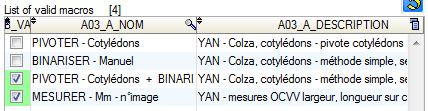 List of valid macros [4]
B_VA A03_A_NOM A03_A_DESCRIPTION
PIVOTER - Cotylédons YAN - Colza, cotylédons - pivote cotylédons
BINARISER - Manuel YAN - Colza, cotylédons - méthode simple, se
PIVOTER - Cotylédons + BINARI YAN - Colza, cotylédons - méthode simple, se
MESURER - Mm - n°image YAN - mesures OCVV largeur, longueur sur c